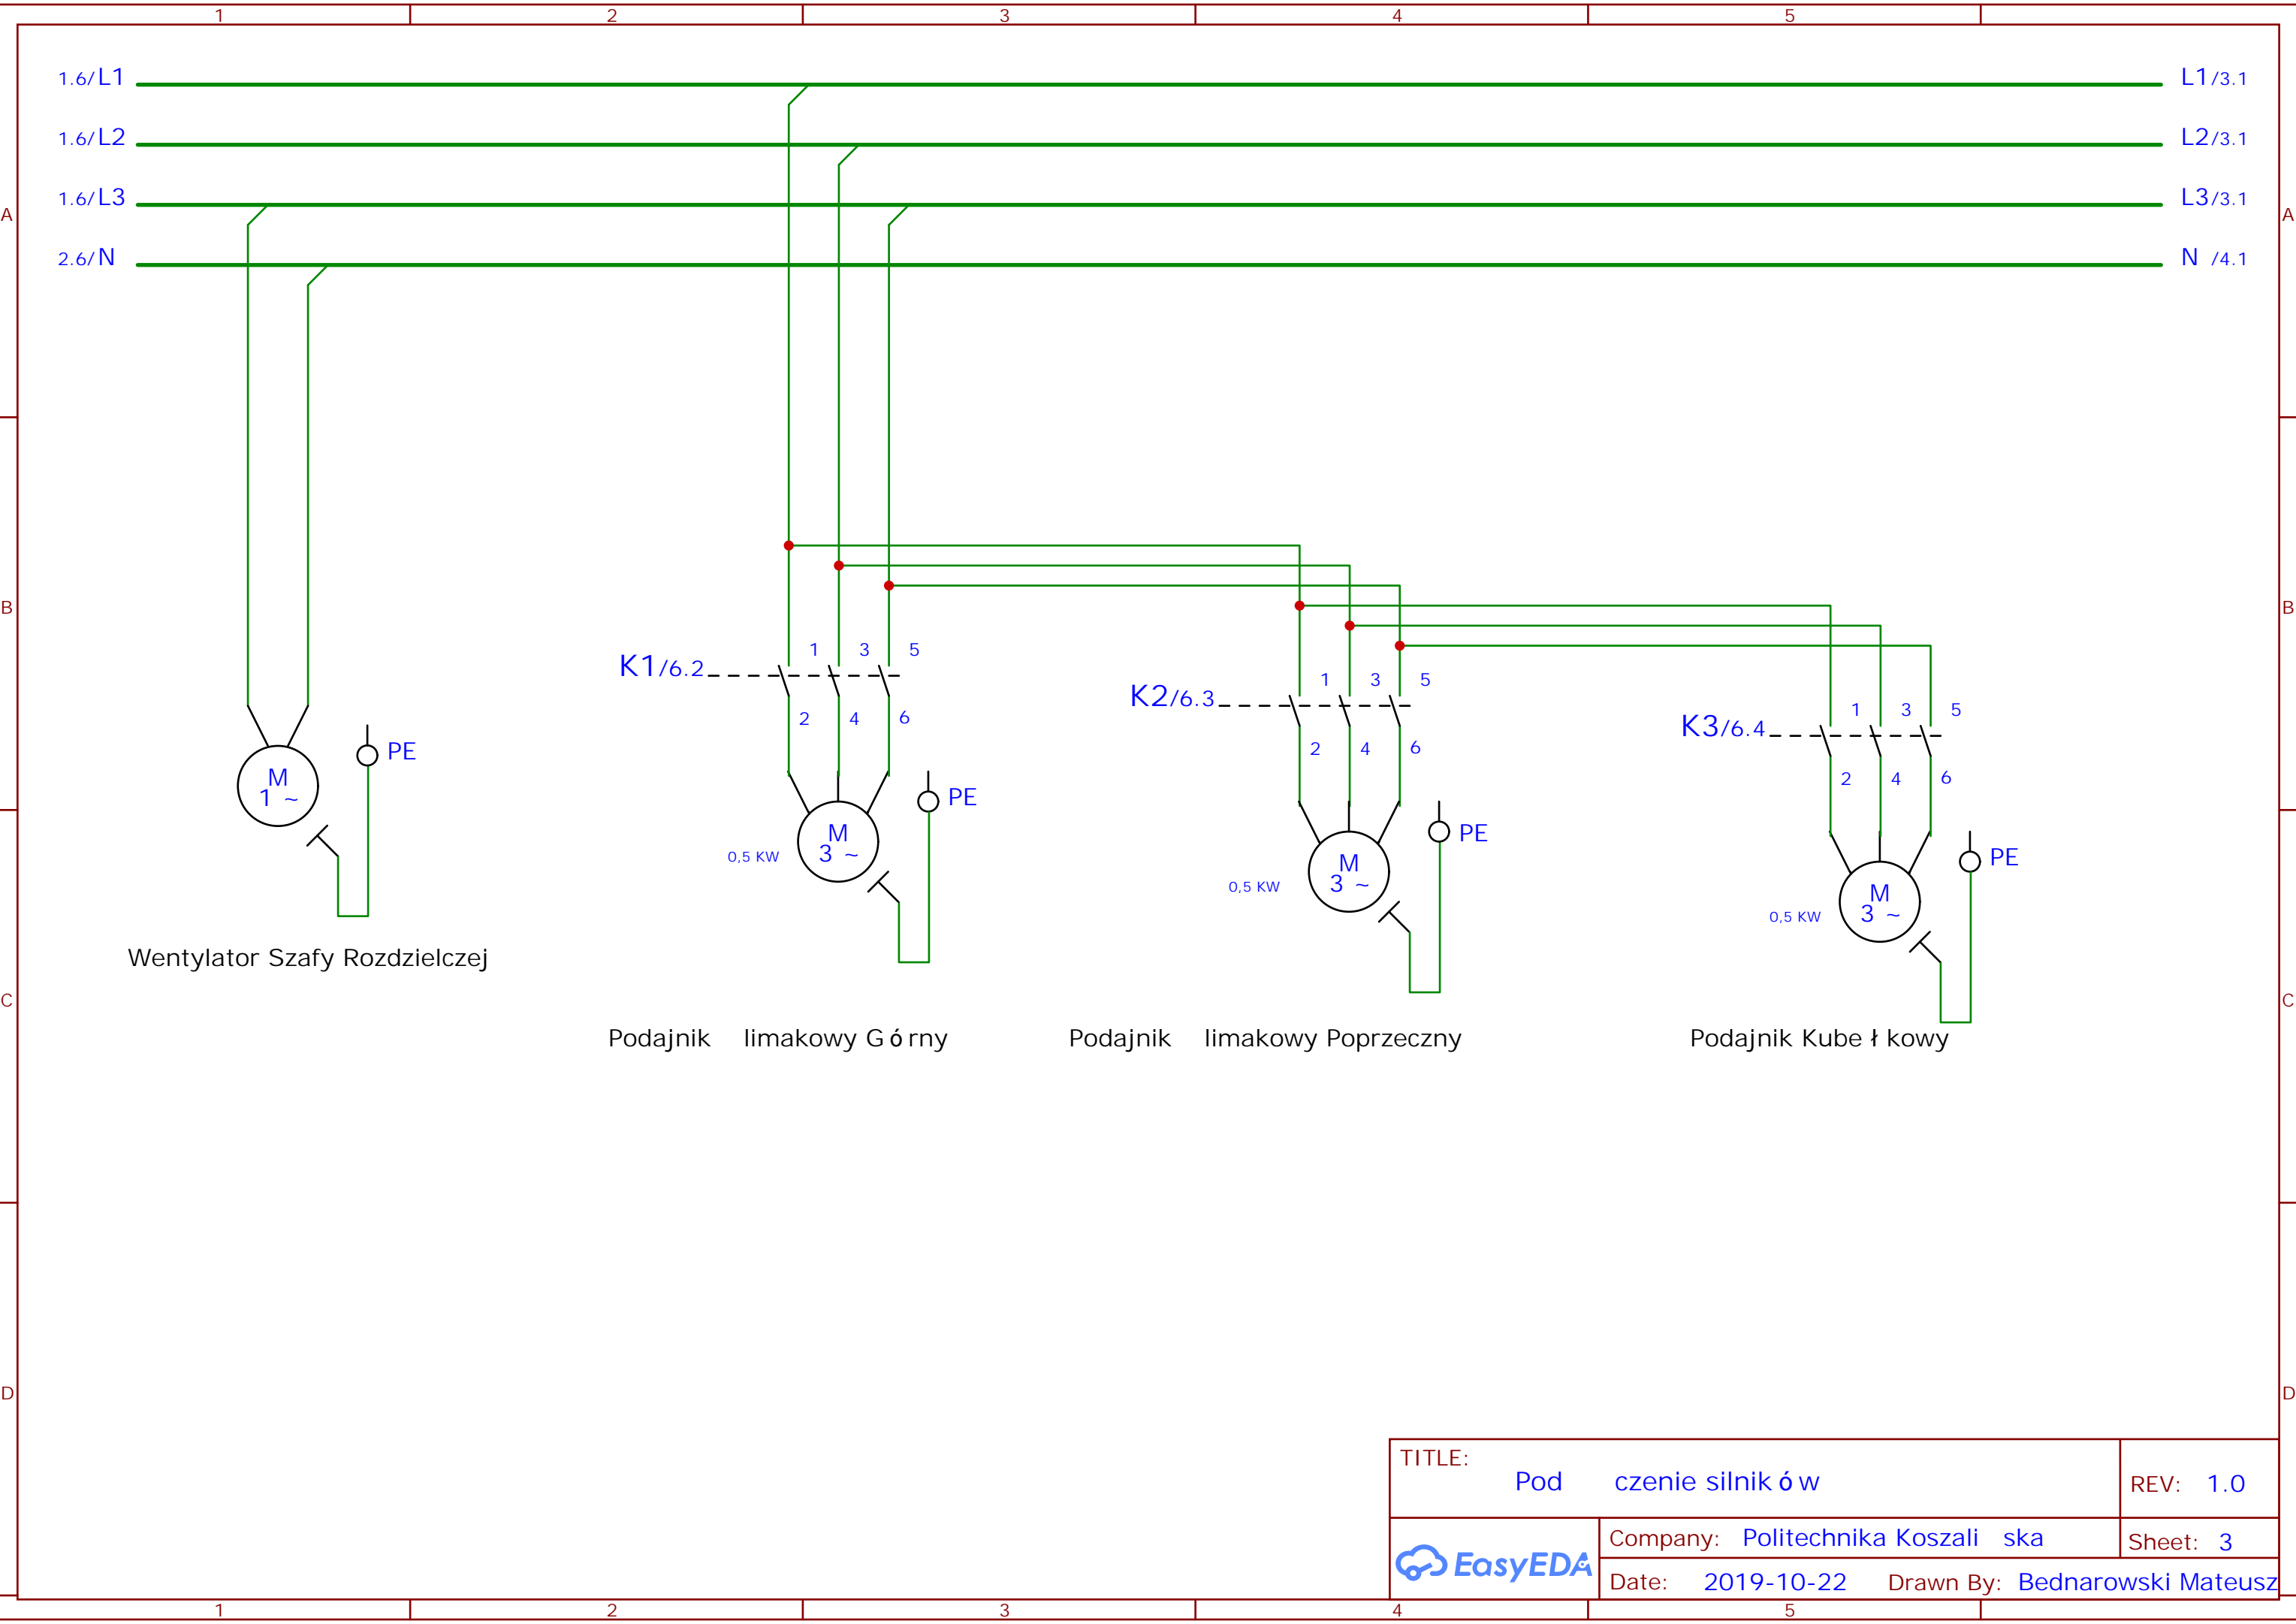 1 2 3 4 5
1.6/L1 L1/3.1
1.6/L2 L2/3.1
A 1.6/L3 L3/3.1 A
2.6/N N /4.1
B B
K1/6.2 1 3 5
2 4 6
K2/6.3 1 3 5
2 4 6
K3/6.4 1 3 5
2 4 6
M
1 ~
PE
M
3 ~
0,5 KW
PE
M
3 ~
0,5 KW
PE
M
3 ~
0,5 KW
PE
Wentylator Szafy Rozdzielczej
C C
Podajnik limakowy Górny
Podajnik limakowy Poprzeczny
Podajnik Kubełkowy
D D
TITLE:
Pod czenie silników
REV: 1.0
EasyEDA
Company: Politechnika Koszali ska
Sheet: 3
Date: 2019-10-22
Drawn By: Bednarowski Mateusz
1 2 3 4 5